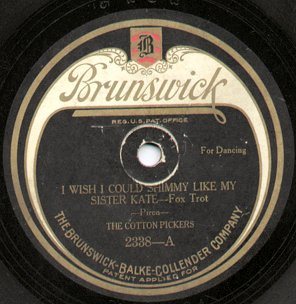 B
Brunswick
REG. U.S. PAT. OFFICE
For Dancing
I WISH I COULD SHIMMY LIKE MY
SISTER KATE—Fox Trot
—Piron—
THE COTTON PICKERS
2338—A
THE BRUNSWICK-BALKE-COLLENDER COMPANY
PATENT APPLIED FOR